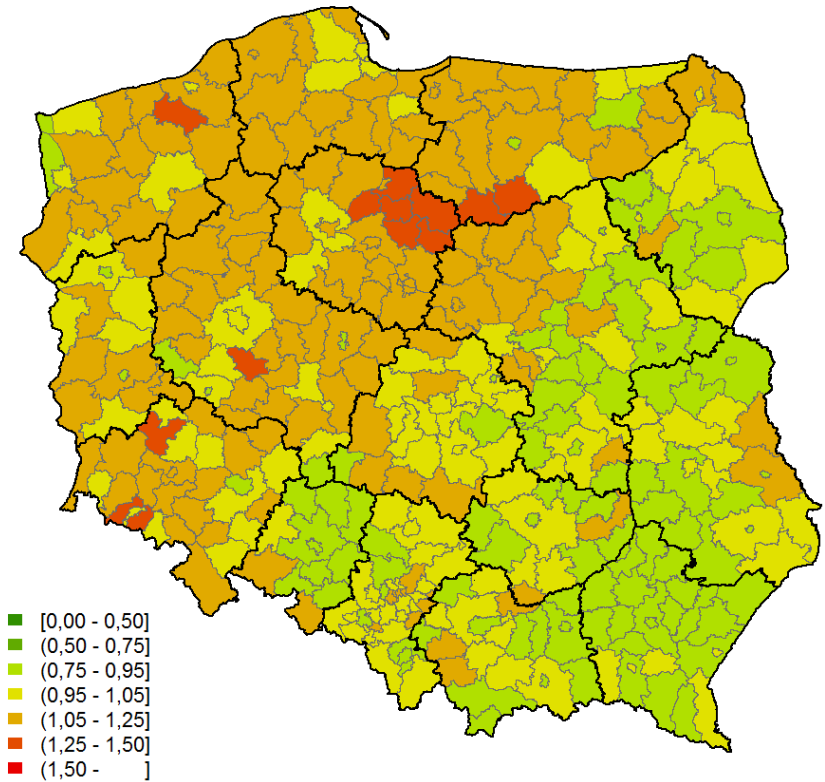 [0,00 - 0,50]
(0,50 - 0,75]
(0,75 - 0,95]
(0,95 - 1,05]
(1,05 - 1,25]
(1,25 - 1,50]
(1,50 - ]